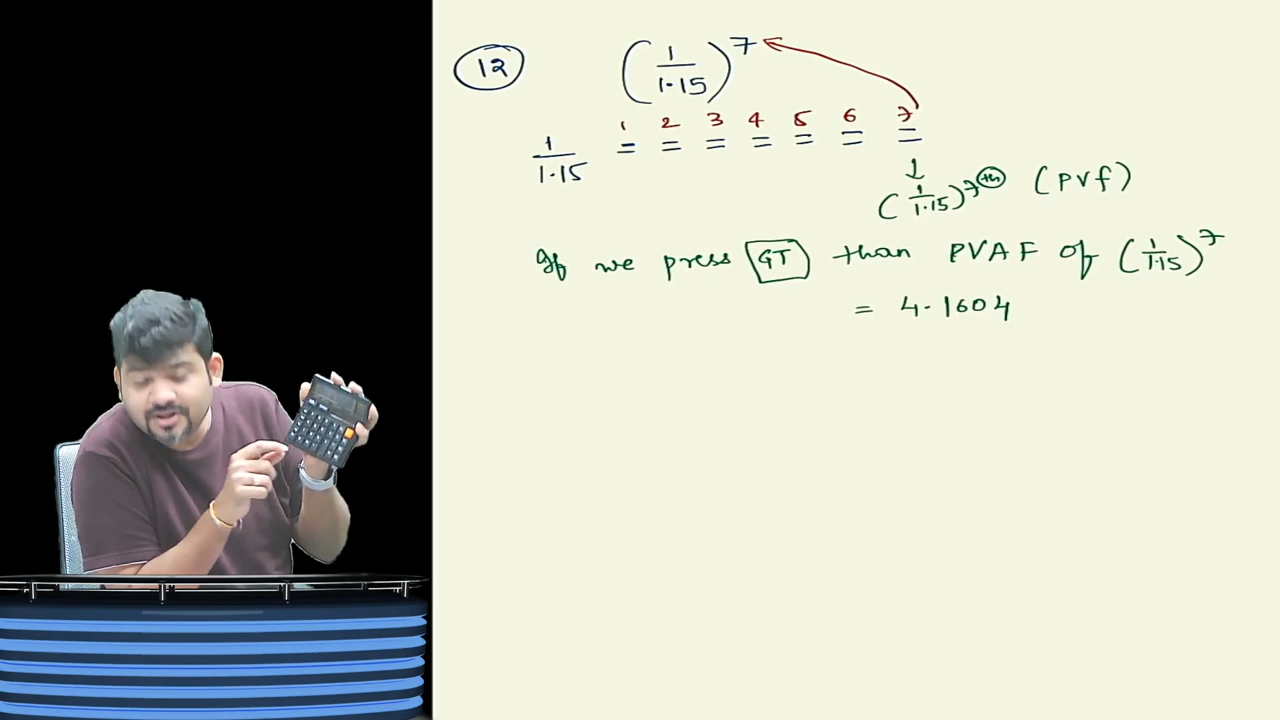 12 (1/1.15)^7
1 2 3 4 5 6 7
1/1.15 = = = = = = =
↓
(1/1.15)^7th (PVf)
If we press GT than PVAF of (1/1.15)^7
= 4.1604